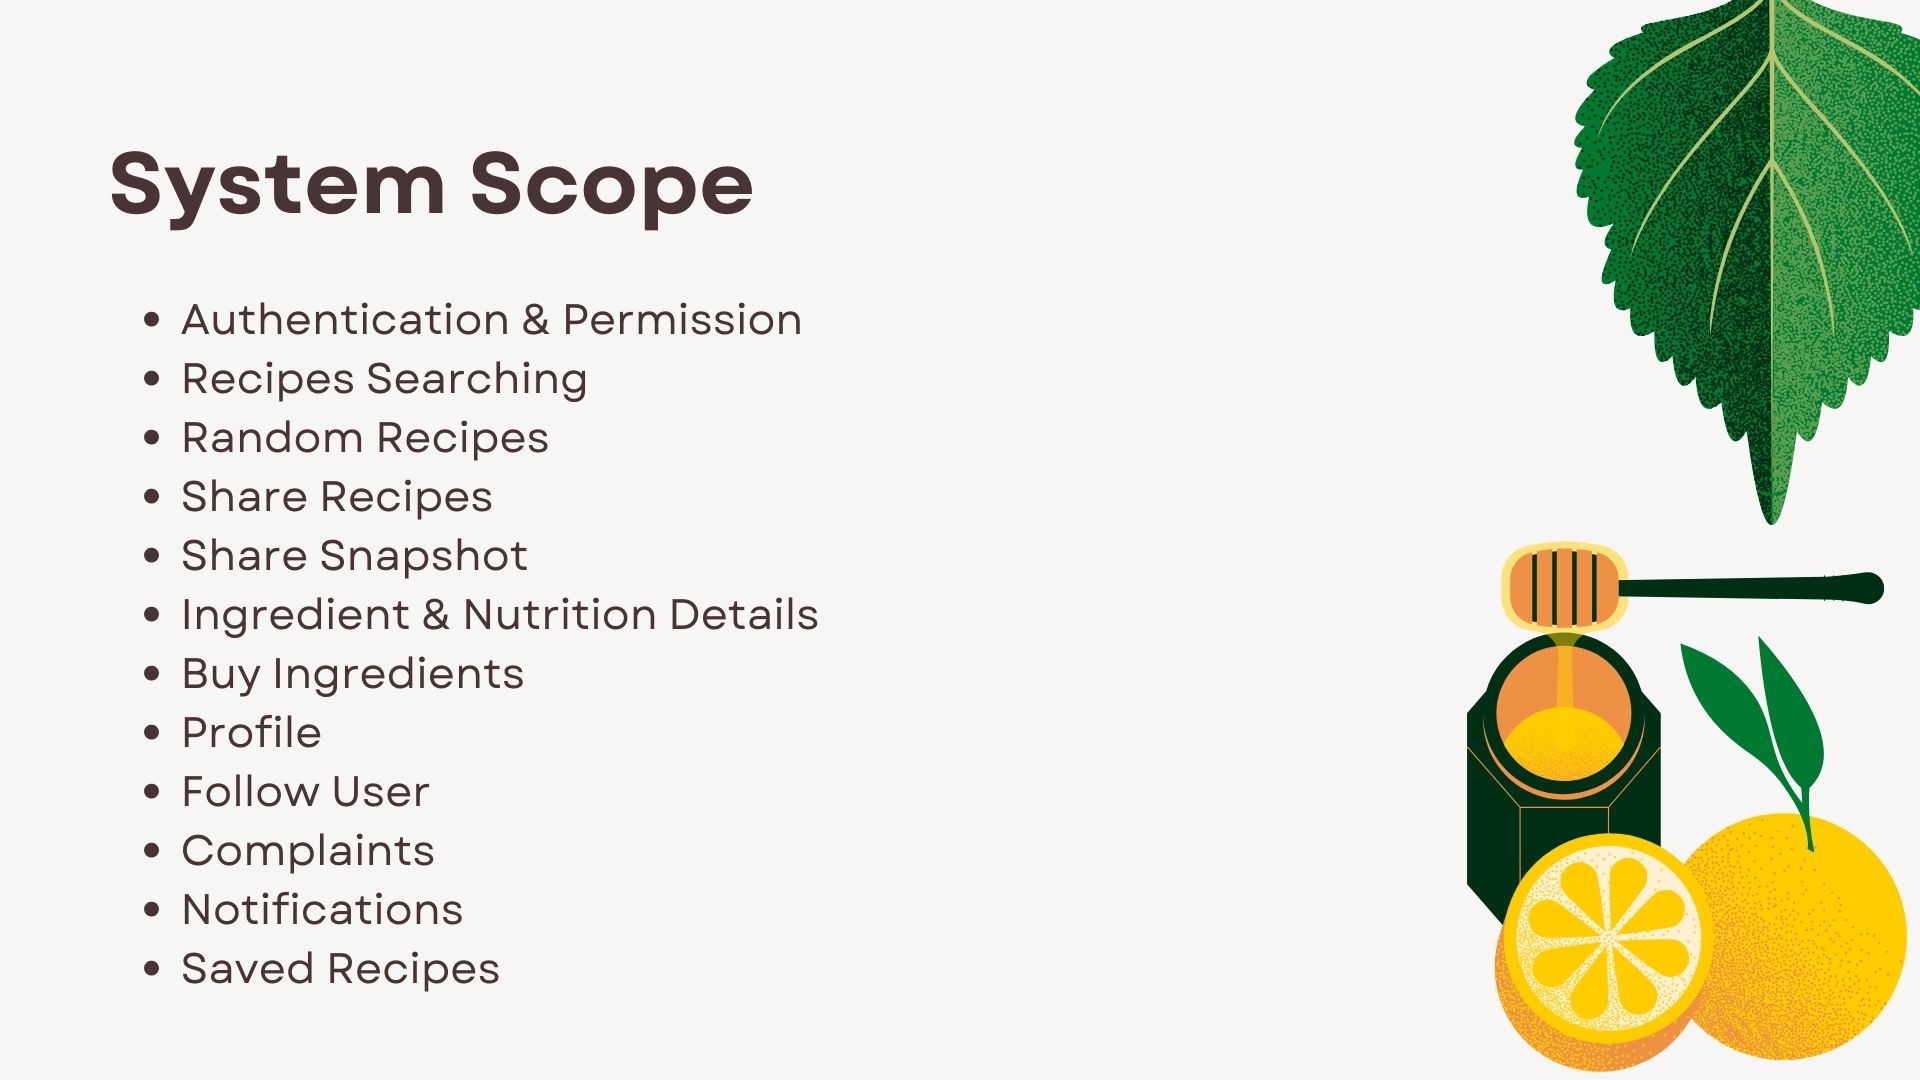 System Scope
• Authentication & Permission
• Recipes Searching
• Random Recipes
• Share Recipes
• Share Snapshot
• Ingredient & Nutrition Details
• Buy Ingredients
• Profile
• Follow User
• Complaints
• Notifications
• Saved Recipes